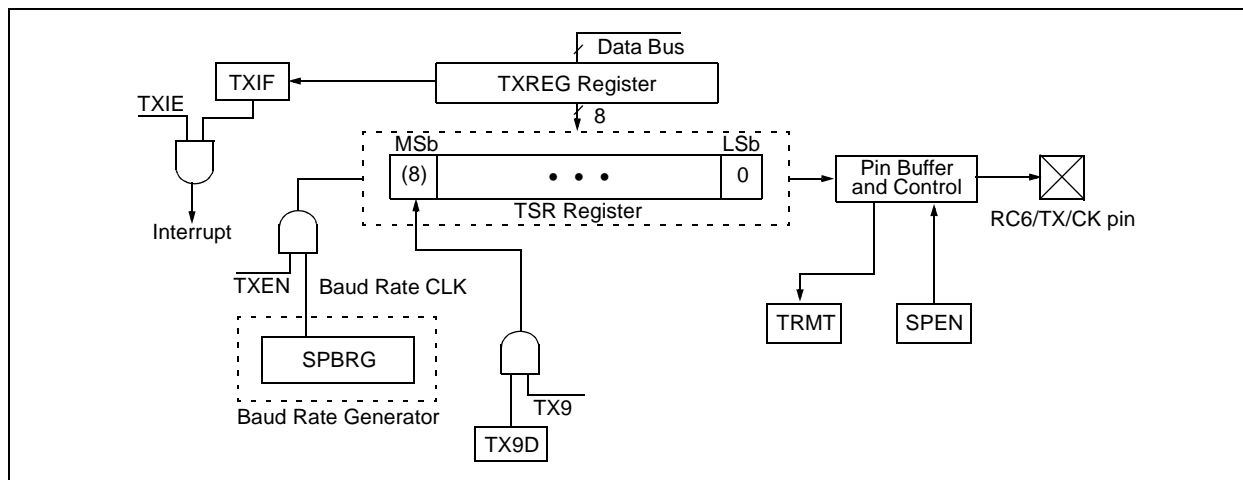 Data Bus
TXIF
TXREG Register
TXIE
8
MSb
LSb
(8)
• • •
0
Pin Buffer
and Control
TSR Register
RC6/TX/CK pin
Interrupt
TXEN
Baud Rate CLK
TRMT
SPEN
SPBRG
TX9
Baud Rate Generator
TX9D